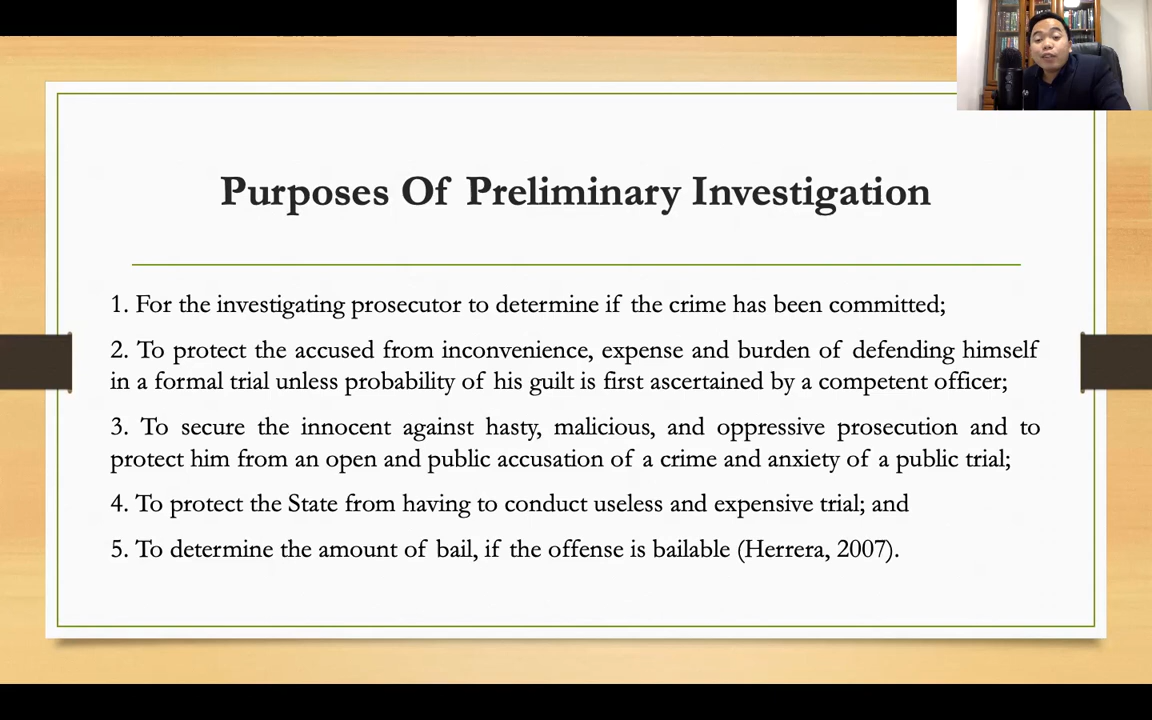 Purposes Of Preliminary Investigation
1. For the investigating prosecutor to determine if the crime has been committed;
2. To protect the accused from inconvenience, expense and burden of defending himself
in a formal trial unless probability of his guilt is first ascertained by a competent officer;
3. To secure the innocent against hasty, malicious, and oppressive prosecution and to
protect him from an open and public accusation of a crime and anxiety of a public trial;
4. To protect the State from having to conduct useless and expensive trial; and
5. To determine the amount of bail, if the offense is bailable (Herrera, 2007).